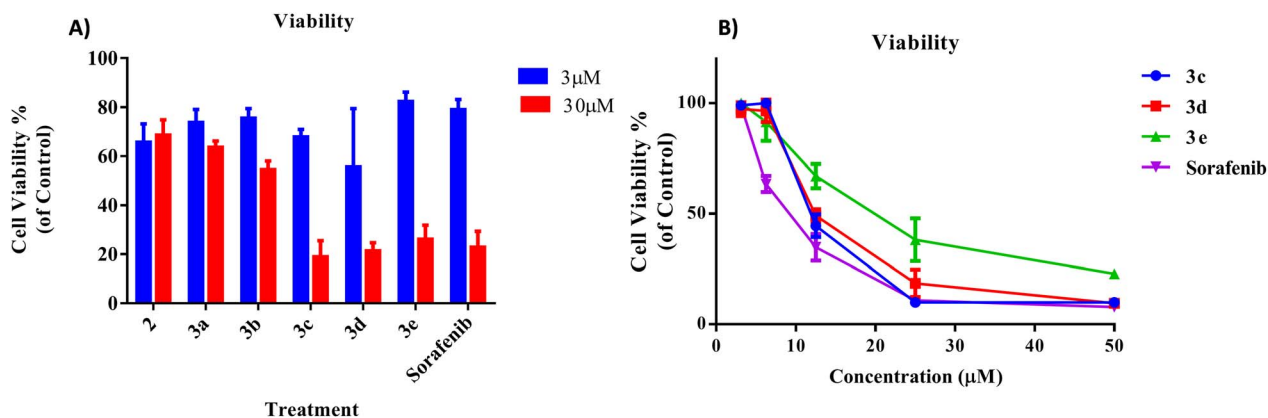 A)
Viability
Cell Viability %
(of Control)
100
80
60
40
20
0
2
3a
3b
3c
3d
3e
Sorafenib
Treatment
3μM
30μM
B)
Viability
Cell Viability %
(of Control)
100
50
0
0
10
20
30
40
50
Concentration (μM)
3c
3d
3e
Sorafenib